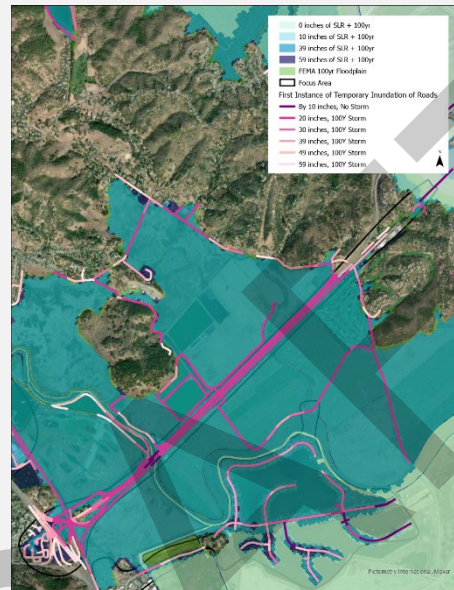 0 inches of SLR + 100yr
10 inches of SLR + 100yr
39 inches of SLR + 100yr
59 inches of SLR + 100yr
FEMA 100yr Floodplain
Focus Area
First Instance of Temporary Inundation of Roads
By 10 inches, No Storm
20 inches, 100Y Storm
30 inches, 100Y Storm
39 inches, 100Y Storm
49 inches, 100Y Storm
59 inches, 100Y Storm
N
Pictometry International, Maxar